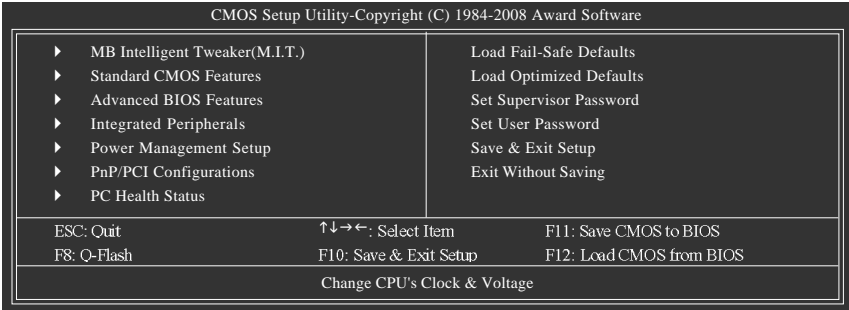 CMOS Setup Utility-Copyright (C) 1984-2008 Award Software
MB Intelligent Tweaker(M.I.T.)
Standard CMOS Features
Advanced BIOS Features
Integrated Peripherals
Power Management Setup
PnP/PCI Configurations
PC Health Status
Load Fail-Safe Defaults
Load Optimized Defaults
Set Supervisor Password
Set User Password
Save & Exit Setup
Exit Without Saving
ESC: Quit ↑↓→←: Select Item F11: Save CMOS to BIOS
F8: Q-Flash F10: Save & Exit Setup F12: Load CMOS from BIOS
Change CPU's Clock & Voltage